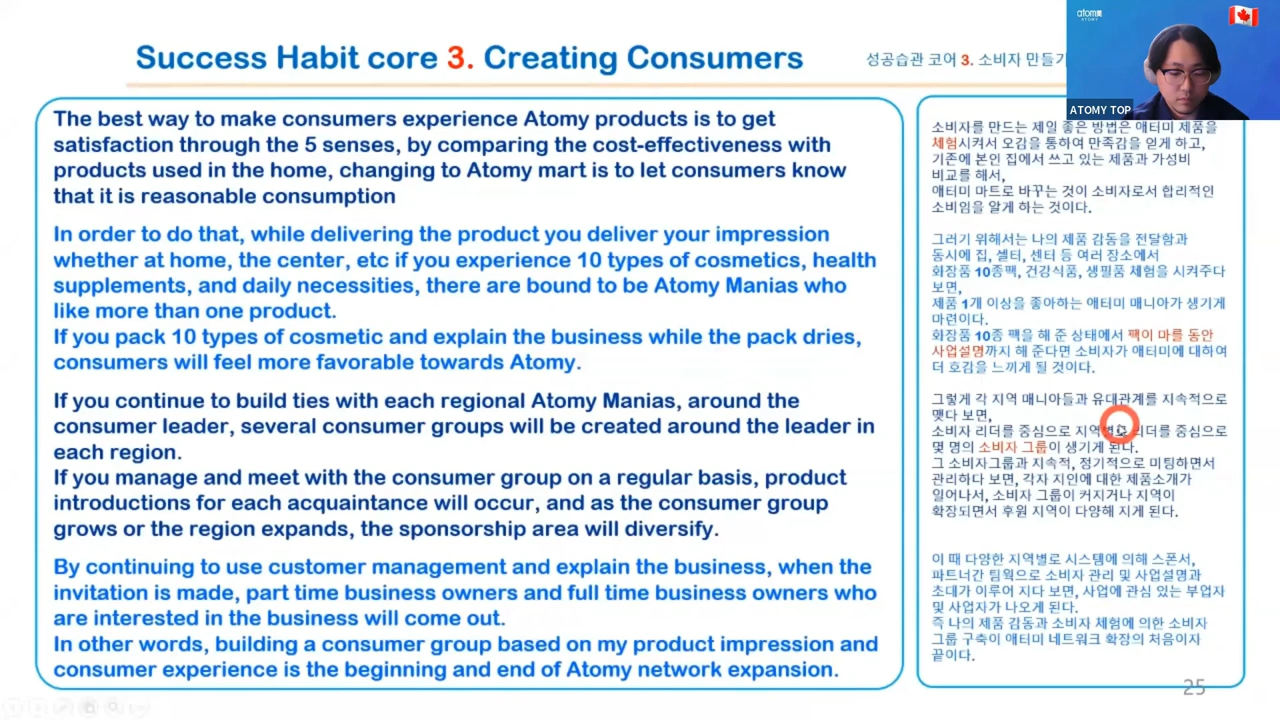 Success Habit core 3. Creating Consumers
성공습관 코어 3. 소비자 만들기
atom美
ATOMY
ATOMY TOP
The best way to make consumers experience Atomy products is to get
satisfaction through the 5 senses, by comparing the cost-effectiveness with
products used in the home, changing to Atomy mart is to let consumers know
that it is reasonable consumption
In order to do that, while delivering the product you deliver your impression
whether at home, the center, etc if you experience 10 types of cosmetics, health
supplements, and daily necessities, there are bound to be Atomy Manias who
like more than one product.
If you pack 10 types of cosmetic and explain the business while the pack dries,
consumers will feel more favorable towards Atomy.
If you continue to build ties with each regional Atomy Manias, around the
consumer leader, several consumer groups will be created around the leader in
each region.
If you manage and meet with the consumer group on a regular basis, product
introductions for each acquaintance will occur, and as the consumer group
grows or the region expands, the sponsorship area will diversify.
By continuing to use customer management and explain the business, when the
invitation is made, part time business owners and full time business owners who
are interested in the business will come out.
In other words, building a consumer group based on my product impression and
consumer experience is the beginning and end of Atomy network expansion.
소비자를 만드는 제일 좋은 방법은 애터미 제품을
체험시켜서 오감을 통하여 만족감을 얻게 하고,
기존에 본인 집에서 쓰고 있는 제품과 가성비
비교를 해서,
애터미 마트로 바꾸는 것이 소비자로서 합리적인
소비임을 알게 하는 것이다.
그러기 위해서는 나의 제품 감동을 전달함과
동시에 집, 셀터, 센터 등 여러 장소에서
화장품 10종팩, 건강식품, 생필품 체험을 시켜주다
보면,
제품 1개 이상을 좋아하는 애터미 매니아가 생기게
마련이다.
화장품 10종 팩을 해 준 상태에서 팩이 마를 동안
사업설명까지 해 준다면 소비자가 애터미에 대하여
더 호감을 느끼게 될 것이다.
그렇게 각 지역 매니아들과 유대관계를 지속적으로
맺다 보면,
소비자 리더를 중심으로 지역별로 리더를 중심으로
몇 명의 소비자 그룹이 생기게 된다.
그 소비자그룹과 지속적, 정기적으로 미팅하면서
관리하다 보면, 각자 지인에 대한 제품소개가
일어나서, 소비자 그룹이 커지거나 지역이
확장되면서 후원 지역이 다양해 지게 된다.
이 때 다양한 지역별로 시스템에 의해 스폰서,
파트너간 팀웍으로 소비자 관리 및 사업설명과
초대가 이루어 지다 보면, 사업에 관심 있는 부업자
및 사업자가 나오게 된다.
즉 나의 제품 감동과 소비자 체험에 의한 소비자
그룹 구축이 애터미 네트워크 확장의 처음이자
끝이다.
25